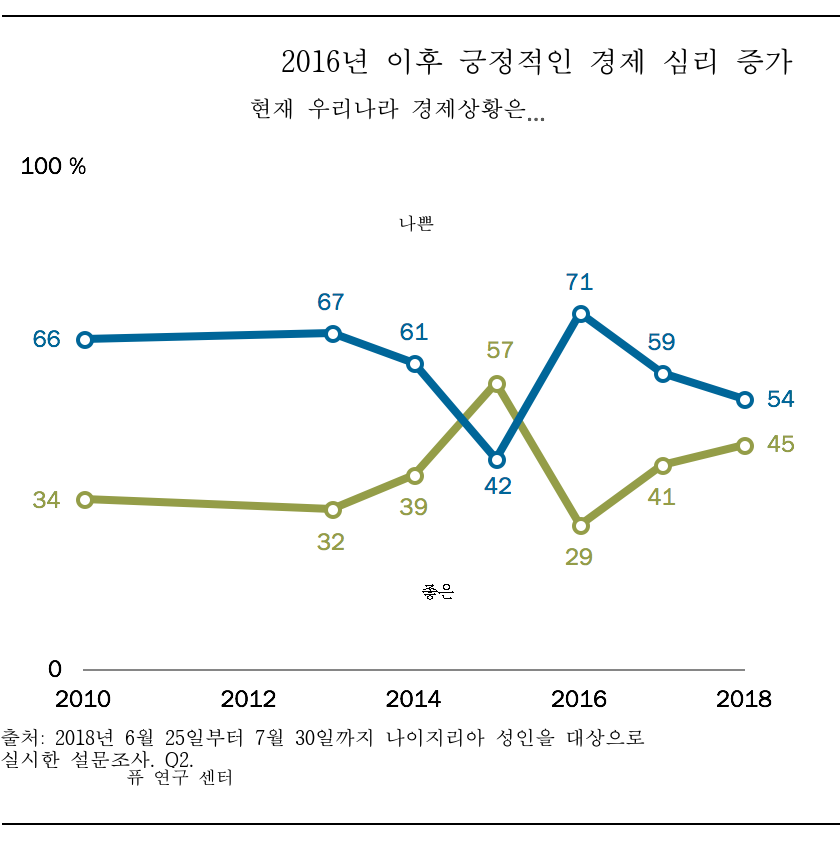 2016년 이후 긍정적인 경제 심리 증가
현재 우리나라 경제상황은...
100 %
나쁜
71
67
61
59
66
57
54
45
42
41
39
34
32
29
좋은
0
2010 2012 2014 2016 2018
출처: 2018년 6월 25일부터 7월 30일까지 나이지리아 성인을 대상으로
실시한 설문조사. Q2.
퓨 연구 센터